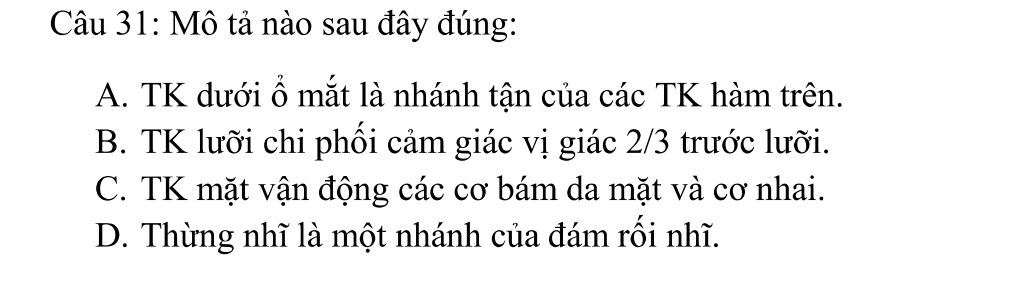 Câu 31: Mô tả nào sau đây đúng:
A. TK dưới ổ mắt là nhánh tận của các TK hàm trên.
B. TK lưỡi chi phối cảm giác vị giác 2/3 trước lưỡi.
C. TK mặt vận động các cơ bám da mặt và cơ nhai.
D. Thừng nhĩ là một nhánh của đám rối nhĩ.